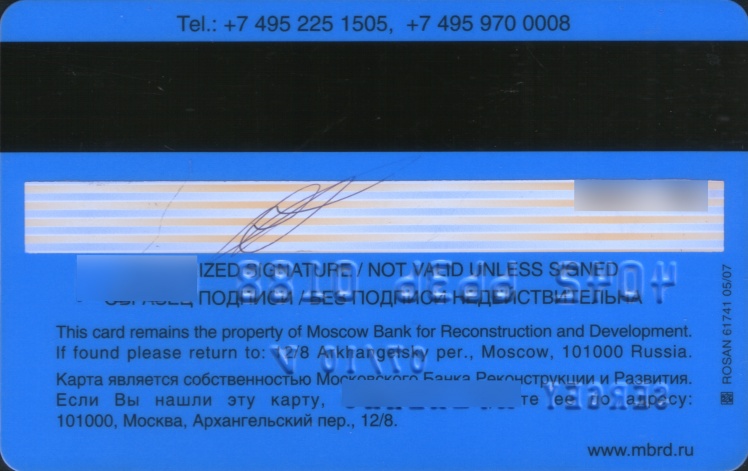 Tel.: +7 495 225 1505, +7 495 970 0008
SIGNATURE / NOT VALID UNLESS SIGNED
ОБРАЗЕЦ ПОДПИСИ / БЕЗ ПОДПИСИ НЕДЕЙСТВИТЕЛЬНА
This card remains the property of Moscow Bank for Reconstruction and Development.
If found please return to: 12/8 Arkhangelsky per., Moscow, 101000 Russia.
Карта является собственностью Московского Банка Реконструкции и Развития.
Если Вы нашли эту карту, ее по адресу:
101000, Москва, Архангельский пер., 12/8.
www.mbrd.ru
ROSAN 61741 05/07